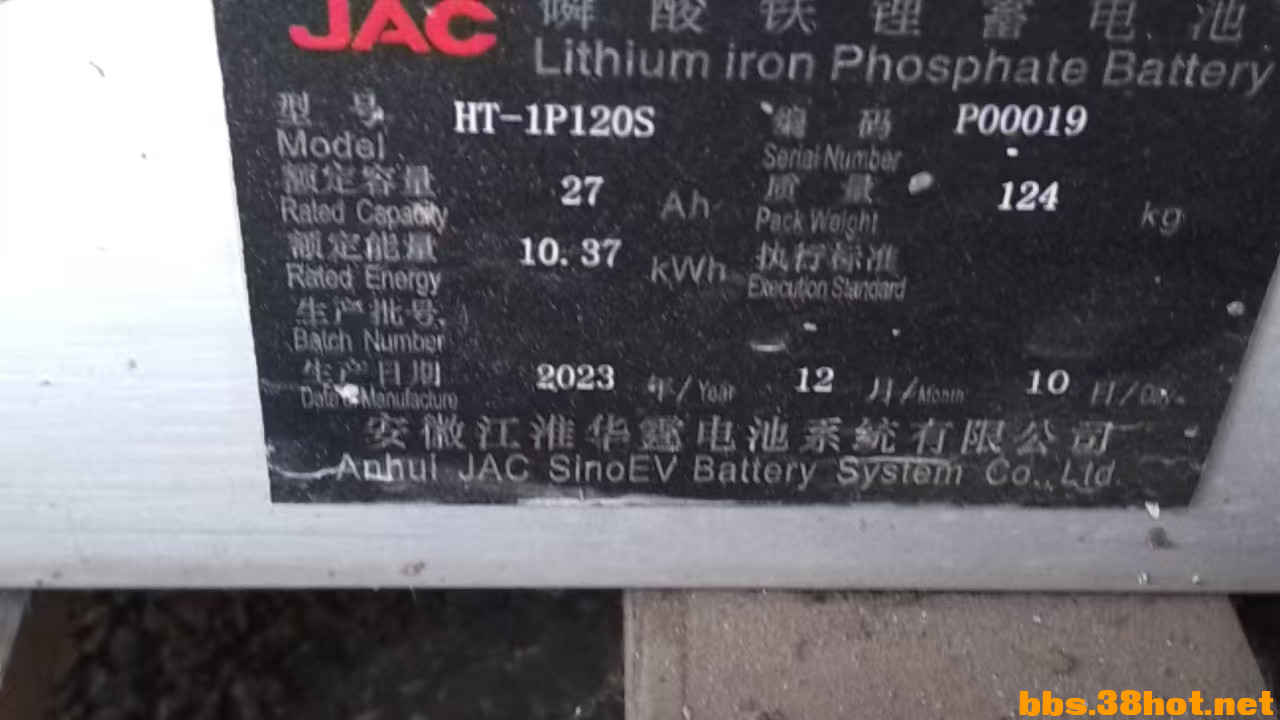 JAC 磷酸铁锂蓄电池
Lithium iron Phosphate Battery
型号 HT-1P120S 编码 P00019
Model Serial Number
额定容量 27 Ah 质量 124 kg
Rated Capacity Pack Weight
额定能量 10.37 kWh 执行标准
Rated Energy Execution Standard
生产批号
Batch Number
生产日期 2023 年/Year 12 月/Month 10 日/Day
Date of Manufacture
安徽江淮华霆电池系统有限公司
Anhui JAC SinoEV Battery System Co., Ltd.
bbs.38hot.net